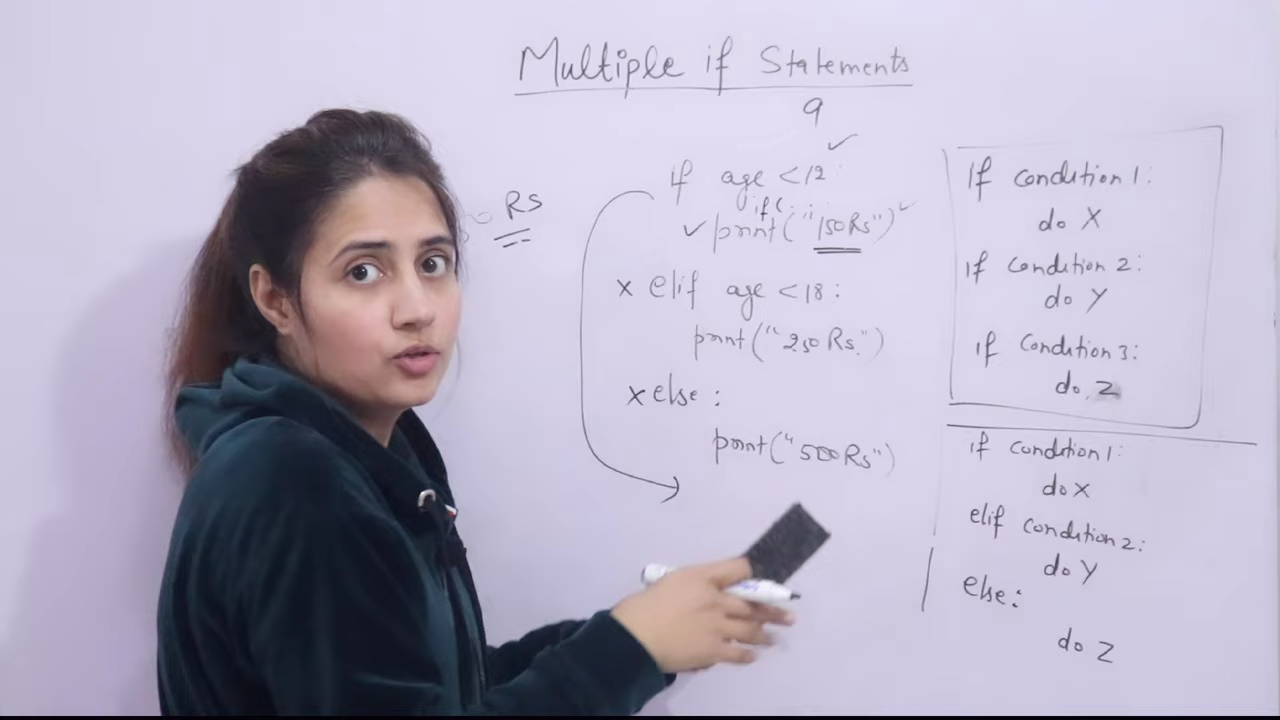 Multiple if Statements
9
Rs
if age <12:
if(
print("150Rs")
x elif age <18:
print("250 Rs.")
x else:
print("500Rs")
If condition 1:
do X
If condition 2:
do Y
if condition 3:
do Z
if condition 1:
do X
elif condition 2:
do Y
else:
do Z